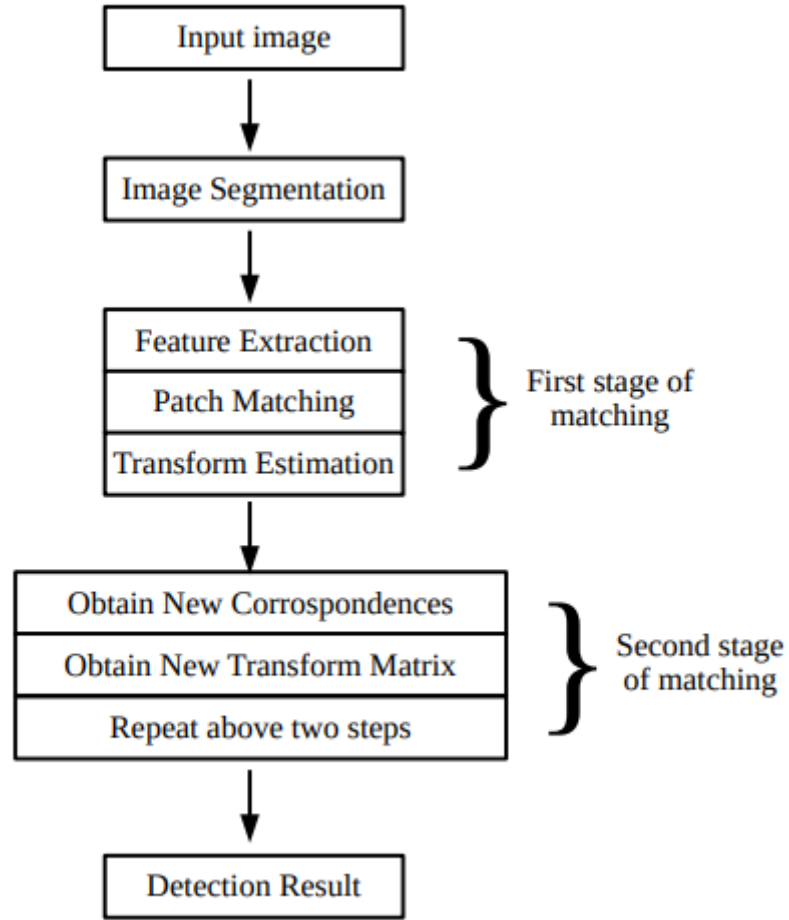 Input image
Image Segmentation
Feature Extraction
Patch Matching
Transform Estimation
First stage of
matching
Obtain New Corrospondences
Obtain New Transform Matrix
Repeat above two steps
Second stage
of matching
Detection Result